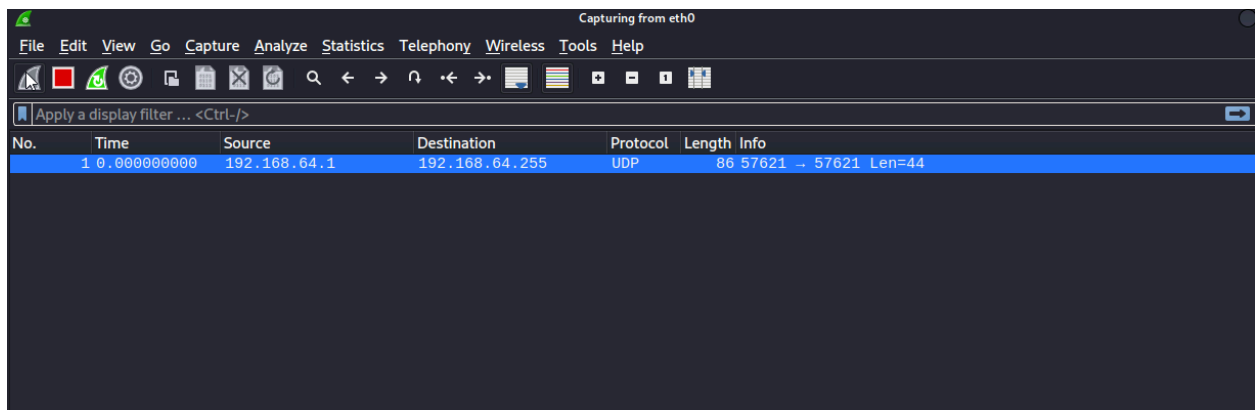 Capturing from eth0
File Edit View Go Capture Analyze Statistics Telephony Wireless Tools Help
Apply a display filter … <Ctrl-/>
No. Time Source Destination Protocol Length Info
1 0.000000000 192.168.64.1 192.168.64.255 UDP 86 57621 → 57621 Len=44